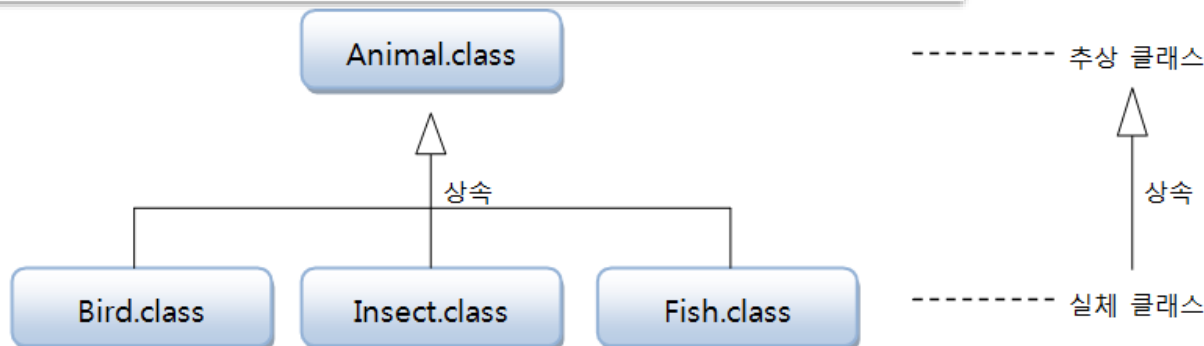 Animal.class
추상 클래스
상속
상속
Bird.class
Insect.class
Fish.class
실체 클래스